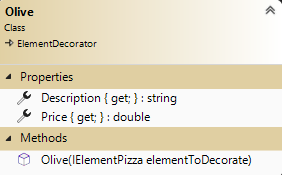 Olive
Class
ElementDecorator
Properties
Description { get; } : string
Price { get; } : double
Methods
Olive(IElementPizza elementToDecorate)